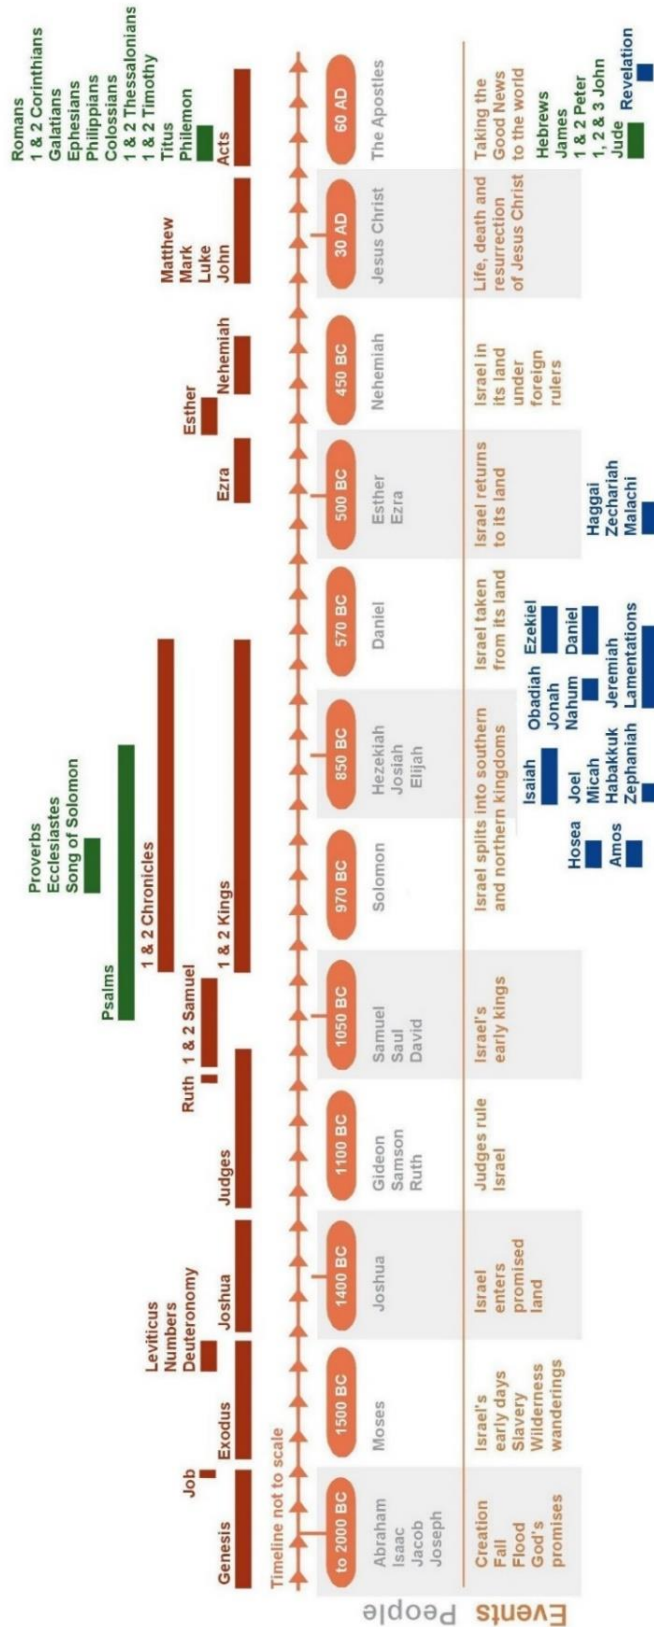 Romans
1 & 2 Corinthians
Galatians
Ephesians
Philippians
Colossians
1 & 2 Thessalonians
1 & 2 Timothy
Titus
Philemon
Proverbs
Ecclesiastes
Song of Solomon
Psalms
1 & 2 Chronicles
Matthew
Mark
Luke
John
Leviticus
Numbers
Deuteronomy
Job
Ruth
1 & 2 Samuel
Esther
Genesis
Exodus
Joshua
Judges
1 & 2 Kings
Ezra
Nehemiah
Acts
Timeline not to scale
to 2000 BC
1500 BC
1400 BC
1100 BC
1050 BC
970 BC
850 BC
570 BC
500 BC
450 BC
30 AD
60 AD
People
Abraham
Isaac
Jacob
Joseph
Moses
Joshua
Gideon
Samson
Ruth
Samuel
Saul
David
Solomon
Hezekiah
Josiah
Elijah
Daniel
Esther
Ezra
Nehemiah
Jesus Christ
The Apostles
Events
Creation
Fall
Flood
God's
promises
Israel's
early days
Slavery
Wilderness
wanderings
Israel
enters
promised
land
Judges rule
Israel
Israel's
early kings
Israel splits into southern
and northern kingdoms
Israel taken
from its land
Israel returns
to its land
Israel in
its land
under
foreign
rulers
Life, death and
resurrection
of Jesus Christ
Taking the
Good News
to the world
Hosea
Amos
Isaiah
Joel
Micah
Habakkuk
Zephaniah
Obadiah
Jonah
Nahum
Jeremiah
Lamentations
Ezekiel
Daniel
Haggai
Zechariah
Malachi
Hebrews
James
1 & 2 Peter
1, 2 & 3 John
Jude
Revelation